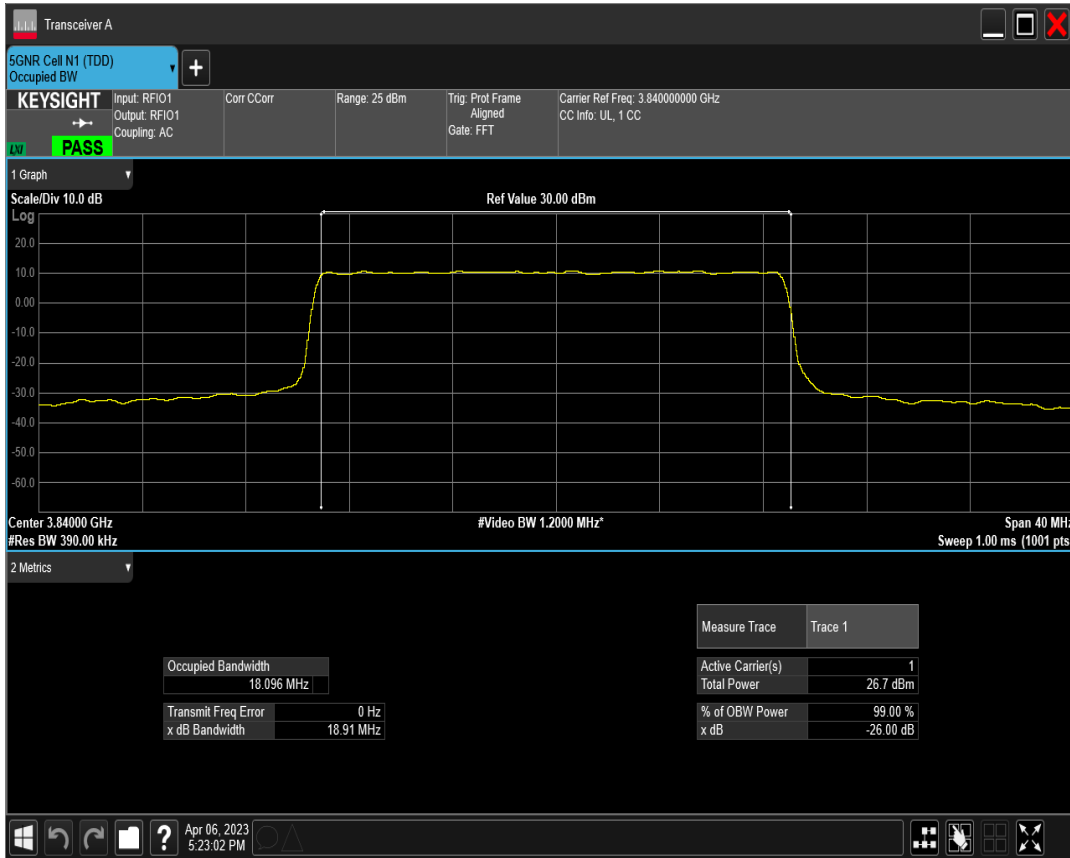 Transceiver A
5GNR Cell N1 (TDD)
Occupied BW
+
KEYSIGHT
Input: RFIO1
Output: RFIO1
Coupling: AC
Corr CCorr
Range: 25 dBm
Trig: Prot Frame
Aligned
Gate: FFT
Carrier Ref Freq: 3.840000000 GHz
CC Info: UL, 1 CC
LXI
PASS
1 Graph
Scale/Div 10.0 dB
Ref Value 30.00 dBm
Log
20.0
10.0
0.00
-10.0
-20.0
-30.0
-40.0
-50.0
-60.0
Center 3.84000 GHz
#Video BW 1.2000 MHz*
Span 40 MHz
#Res BW 390.00 kHz
Sweep 1.00 ms (1001 pts
2 Metrics
Measure Trace
Trace 1
Occupied Bandwidth
18.096 MHz
Active Carrier(s) 1
Total Power 26.7 dBm
Transmit Freq Error 0 Hz
x dB Bandwidth 18.91 MHz
% of OBW Power 99.00 %
x dB -26.00 dB
?
Apr 06, 2023
5:23:02 PM